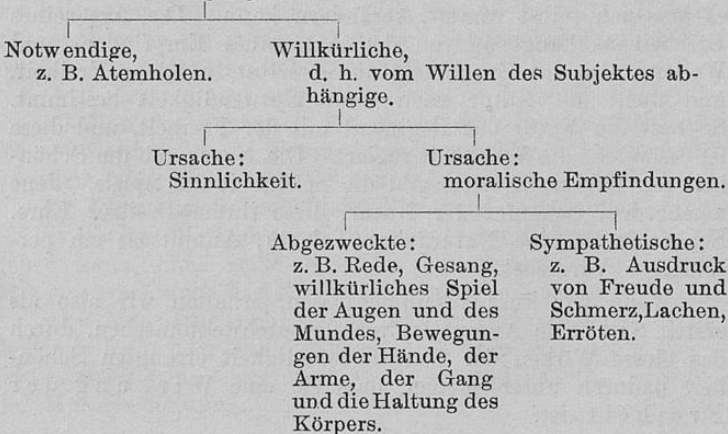 Notwendige,
z. B. Atemholen.
Willkürliche,
d. h. vom Willen des Subjektes ab-
hängige.
Ursache:
Sinnlichkeit.
Ursache:
moralische Empfindungen.
Abgezweckte:
z. B. Rede, Gesang,
willkürliches Spiel
der Augen und des
Mundes, Bewegun-
gen der Hände, der
Arme, der Gang
und die Haltung des
Körpers.
Sympathetische:
z. B. Ausdruck
von Freude und
Schmerz, Lachen,
Erröten.